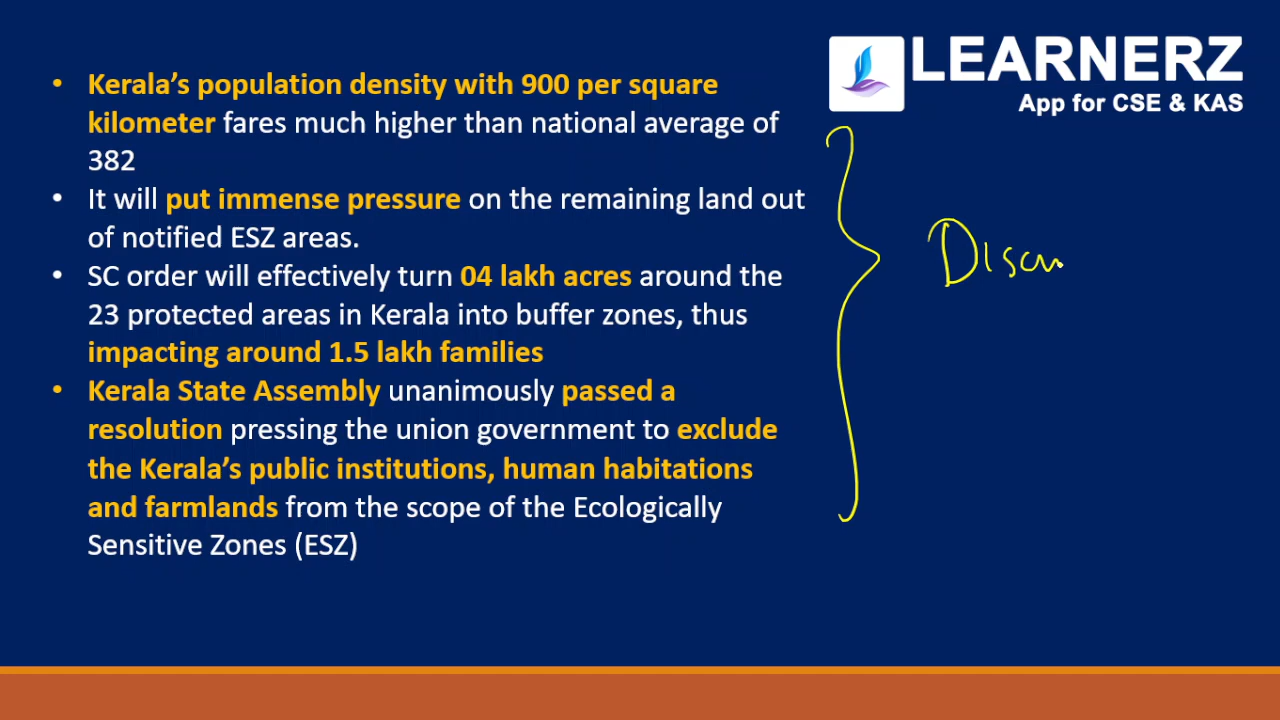 LEARNERZ
App for CSE & KAS
• Kerala’s population density with 900 per square
kilometer fares much higher than national average of
382
• It will put immense pressure on the remaining land out
of notified ESZ areas.
• SC order will effectively turn 04 lakh acres around the
23 protected areas in Kerala into buffer zones, thus
impacting around 1.5 lakh families
• Kerala State Assembly unanimously passed a
resolution pressing the union government to exclude
the Kerala’s public institutions, human habitations
and farmlands from the scope of the Ecologically
Sensitive Zones (ESZ)